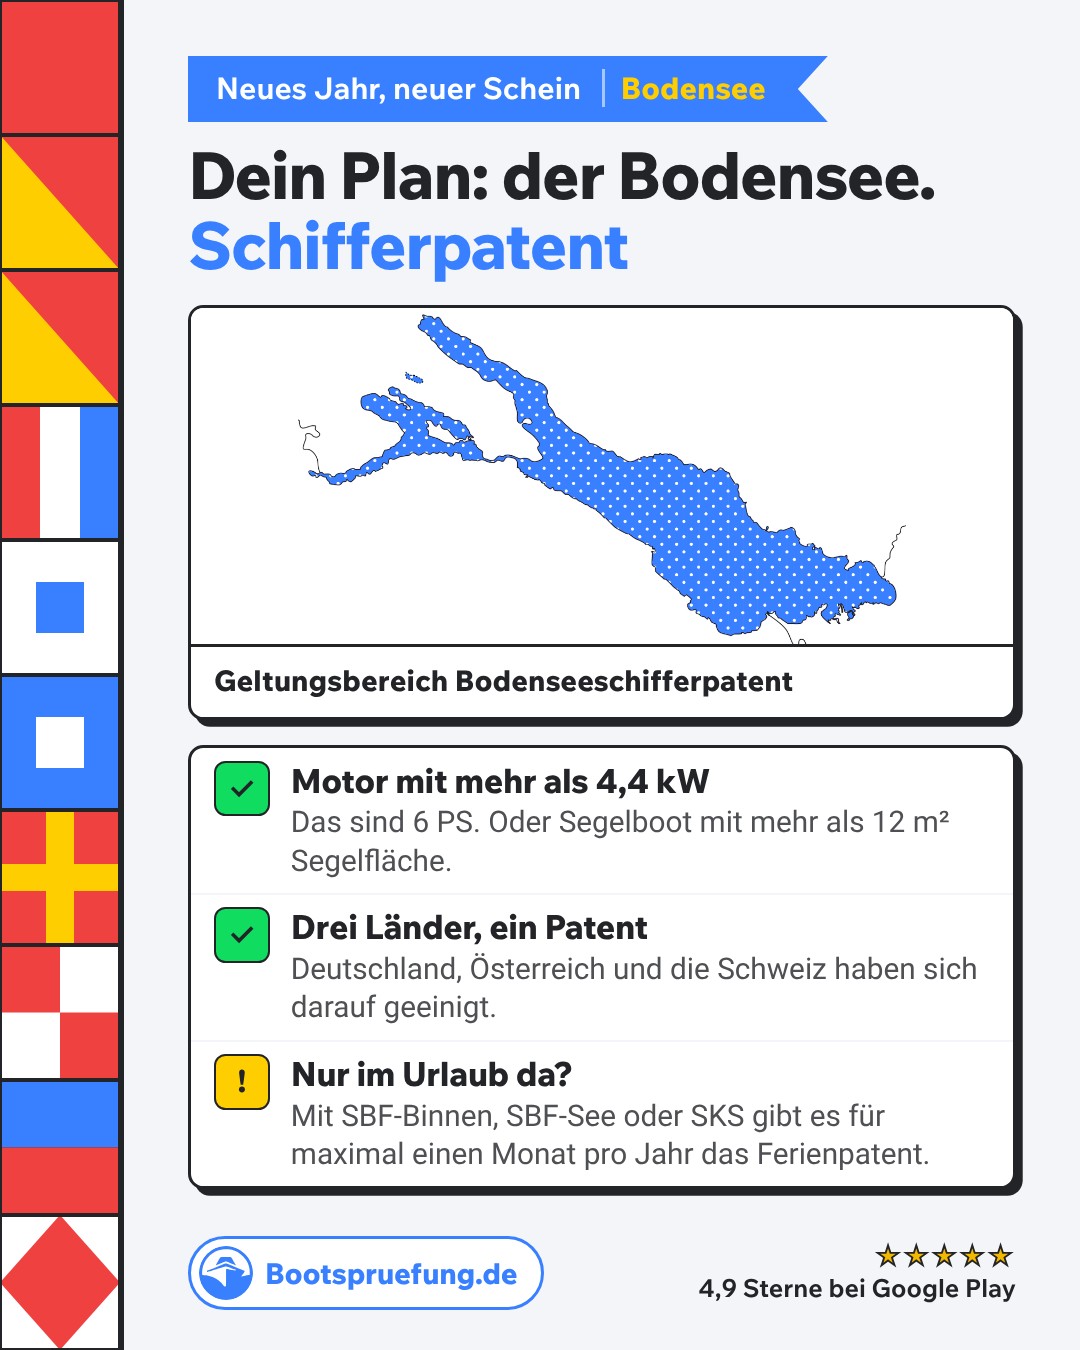 Neues Jahr, neuer Schein | Bodensee
Dein Plan: der Bodensee.
Schifferpatent
Geltungsbereich Bodenseeschifferpatent
Motor mit mehr als 4,4 kW
Das sind 6 PS. Oder Segelboot mit mehr als 12 m²
Segelfläche.
Drei Länder, ein Patent
Deutschland, Österreich und die Schweiz haben sich
darauf geeinigt.
! Nur im Urlaub da?
Mit SBF-Binnen, SBF-See oder SKS gibt es für
maximal einen Monat pro Jahr das Ferienpatent.
Bootspruefung.de
4,9 Sterne bei Google Play